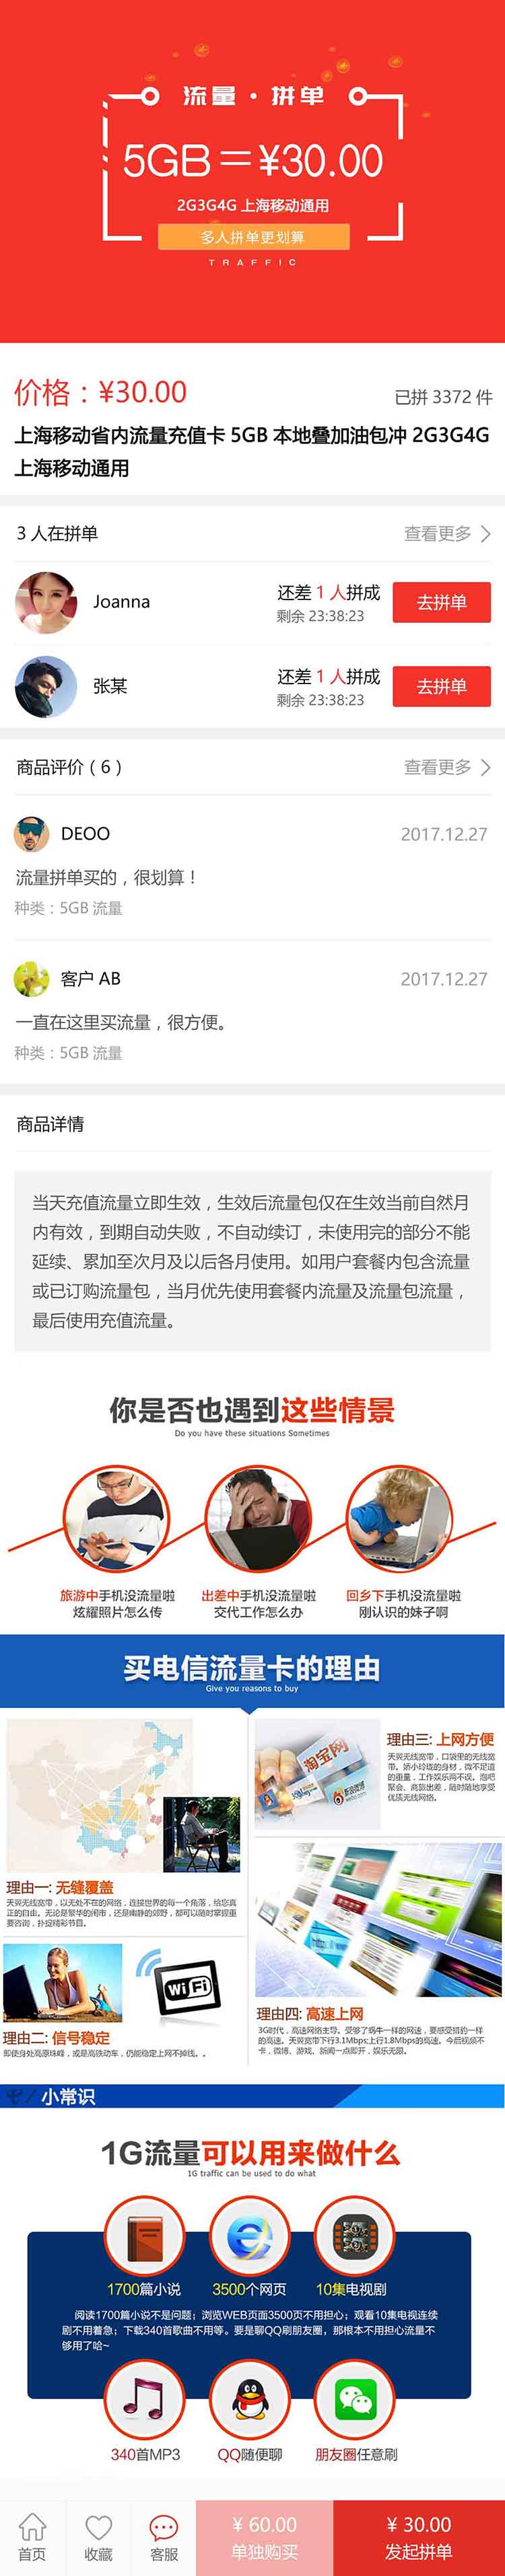 流量·拼单
5GB=¥30.00
2G3G4G 上海移动通用
多人拼单更划算
TRAFFIC
价格：¥30.00
已拼 3372 件
上海移动省内流量充值卡 5GB 本地叠加油包冲 2G3G4G
上海移动通用
3 人在拼单
查看更多
Joanna
还差 1 人拼成
剩余 23:38:23
去拼单
张某
还差 1 人拼成
剩余 23:38:23
去拼单
商品评价（6）
查看更多
DEOO
2017.12.27
流量拼单买的，很划算！
种类：5GB 流量
客户 AB
2017.12.27
一直在这里买流量，很方便。
种类：5GB 流量
商品详情
当天充值流量立即生效，生效后流量包仅在生效当前自然月
内有效，到期自动失败，不自动续订，未使用完的部分不能
延续、累加至次月及以后各月使用。如用户套餐内包含流量
或已订购流量包，当月优先使用套餐内流量及流量包流量，
最后使用充值流量。
你是否也遇到这些情景
Do you have these situations Sometimes
旅游中手机没流量啦
炫耀照片怎么传
出差中手机没流量啦
交代工作怎么办
回乡下手机没流量啦
刚认识的妹子啊
买电信流量卡的理由
Give you reasons to buy
理由一: 无缝覆盖
天翼无线宽带，以无处不在的网络，连接世界的每一个角落，给您真
正的自由。无论是繁华的闹市，还是幽静的郊野，都可以随时掌握重
要咨询，扑捉精彩节目。
WiFi
理由二: 信号稳定
即使身处高原珠峰，或是高铁动车，仍能稳定上网不掉线。。
淘宝网
新浪微博
weibo.com
理由三: 上网方便
天翼无线宽带，口袋里的无线宽
带。娇小玲珑的身材，微不足道
的重量，工作娱乐两不误。泡吧
聚会、商旅出差，随时随地享受
优质无线网络。
理由四: 高速上网
3G时代，高速网络主导。受够了蜗牛一样的网速，要感受猎豹一样
的高速。天翼宽带下行3.1Mbps;上行1.8Mbps的高速。今后视频不
卡，微博、游戏、新闻一点即开，娱乐无限。
小常识
1G流量可以用来做什么
1G traffic can be used to do what
1700篇小说
3500个网页
10集电视剧
阅读1700篇小说不是问题；浏览WEB页面3500页不用担心；观看10集电视连续
剧不用着急；下载340首歌曲不用等。要是聊QQ刷朋友圈，那根本不用担心流量不
够用了哈~
340首MP3
QQ随便聊
朋友圈任意刷
首页
收藏
客服
¥ 60.00
单独购买
¥ 30.00
发起拼单